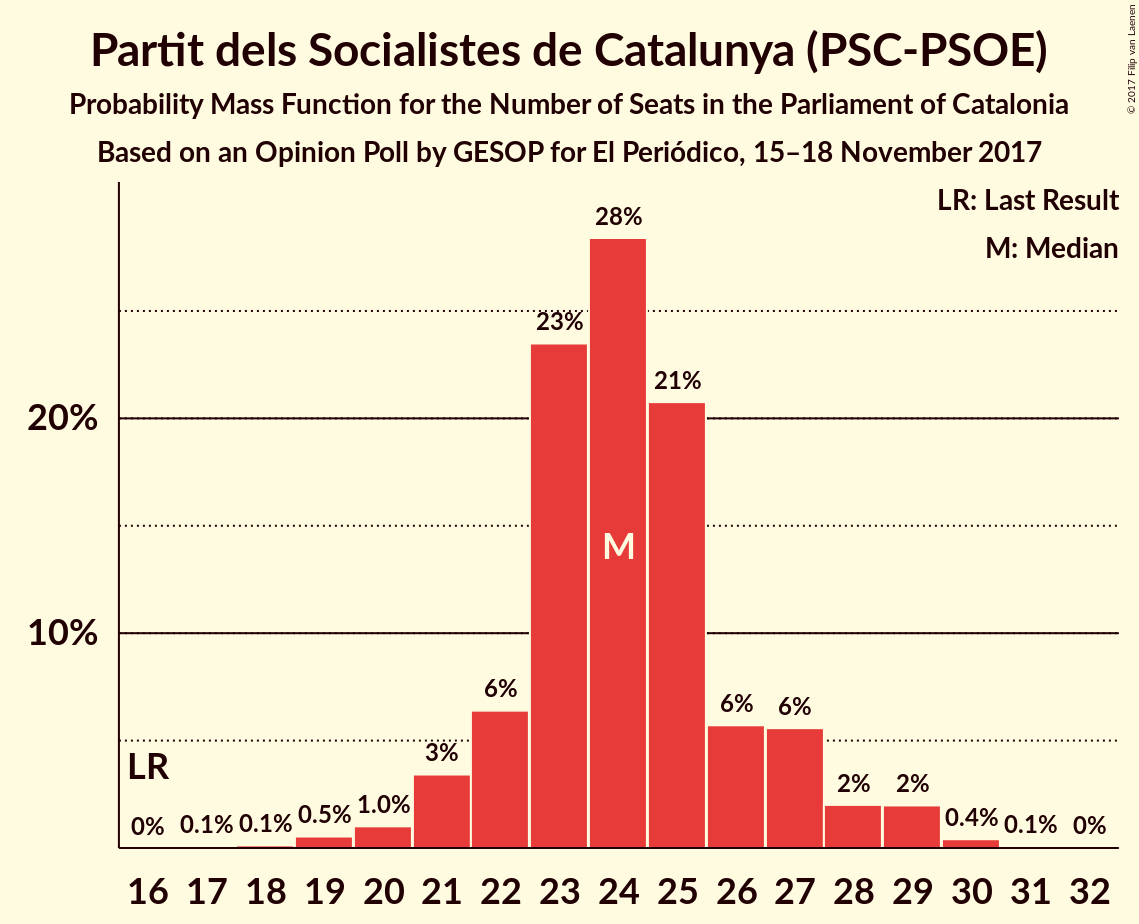 Partit dels Socialistes de Catalunya (PSC-PSOE)
Probability Mass Function for the Number of Seats in the Parliament of Catalonia
Based on an Opinion Poll by GESOP for El Periódico, 15–18 November 2017
© 2017 Filip van Laenen
LR: Last Result
M: Median
28%
23%
21%
20%
M
10%
6%
6%
6%
3%
LR
2%
2%
0%
0.1%
0.1%
0.5%
1.0%
0.4%
0.1%
0%
16 17 18 19 20 21 22 23 24 25 26 27 28 29 30 31 32